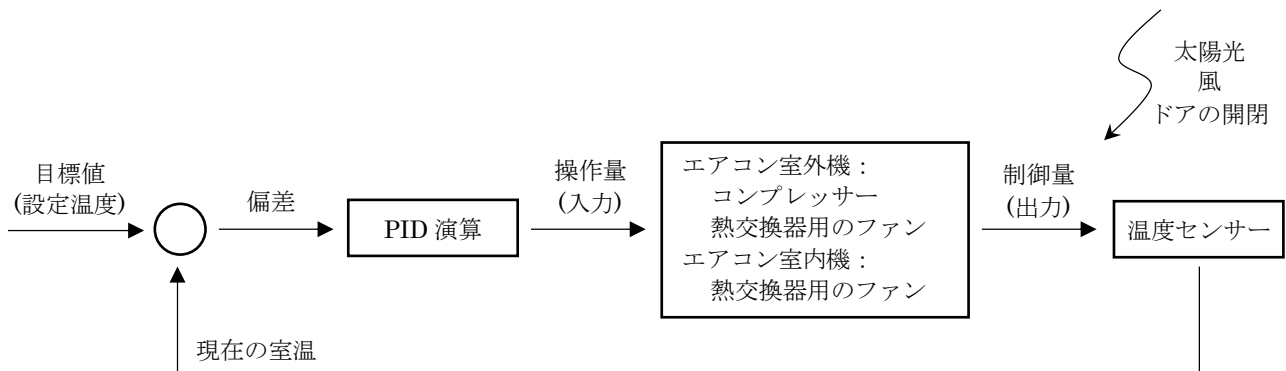 太陽光
風
ドアの開閉
目標値
(設定温度)
偏差
PID 演算
操作量
(入力)
エアコン室外機：
コンプレッサー
熱交換器用のファン
エアコン室内機：
熱交換器用のファン
制御量
(出力)
温度センサー
現在の室温